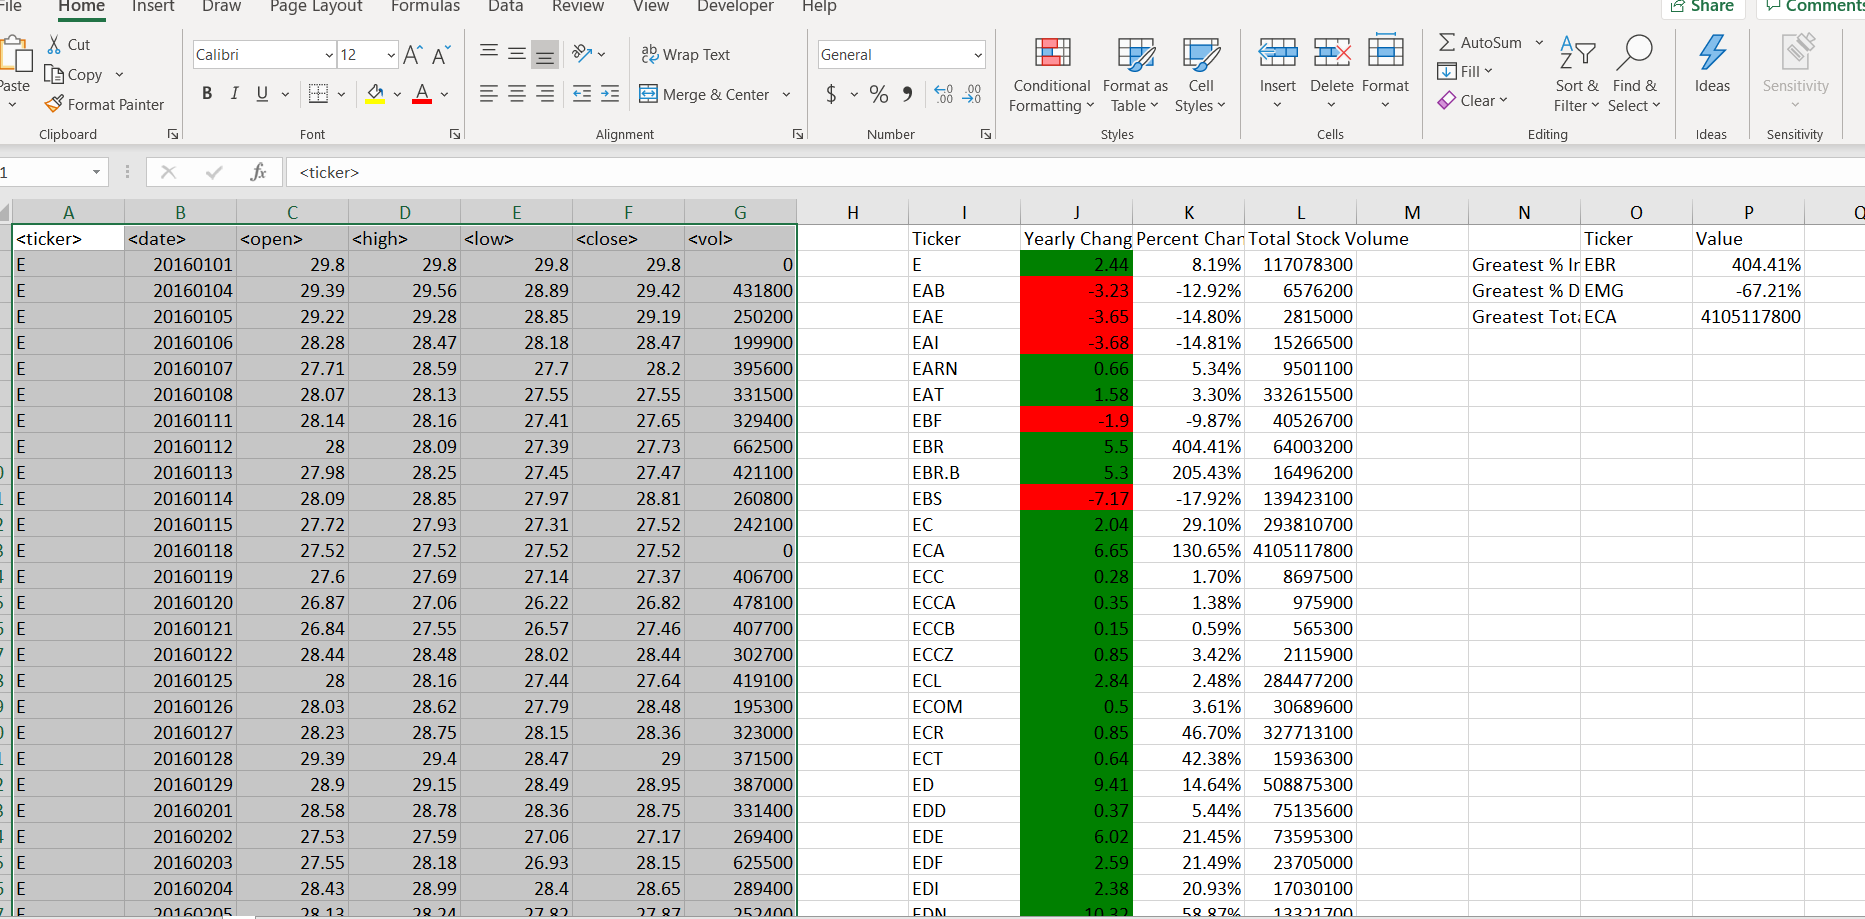 File Home Insert Draw Page Layout Formulas Data Review View Developer Help Share Comments
Paste Cut Copy Format Painter Clipboard
Calibri 12 A^ A˅ B I U A Font
ab Wrap Text Merge & Center Alignment
General $ % 9 .00 .00 Number
Conditional Formatting Format as Table Cell Styles Styles
Insert Delete Format Cells
AutoSum Fill Clear Sort & Filter Find & Select Editing
Ideas Ideas
Sensitivity Sensitivity
1 fx <ticker>
A B C D E F G H I J K L M N O P Q
<ticker> <date> <open> <high> <low> <close> <vol> Ticker Yearly Chang Percent Char Total Stock Volume Ticker Value
E 20160101 29.8 29.8 29.8 29.8 0 E 2.44 8.19% 117078300 Greatest % Ir EBR 404.41%
E 20160104 29.39 29.56 28.89 29.42 431800 EAB -3.23 -12.92% 6576200 Greatest % D EMG -67.21%
E 20160105 29.22 29.28 28.85 29.19 250200 EAE -3.65 -14.80% 2815000 Greatest Tota ECA 4105117800
E 20160106 28.28 28.47 28.18 28.47 199900 EAI -3.68 -14.81% 15266500
E 20160107 27.71 28.59 27.7 28.2 395600 EARN 0.66 5.34% 9501100
E 20160108 28.07 28.13 27.55 27.55 331500 EAT 1.58 3.30% 332615500
E 20160111 28.14 28.16 27.41 27.65 329400 EBF -1.9 -9.87% 40526700
E 20160112 28 28.09 27.39 27.73 662500 EBR 5.5 404.41% 64003200
E 20160113 27.98 28.25 27.45 27.47 421100 EBR.B 5.3 205.43% 16496200
E 20160114 28.09 28.85 27.97 28.81 260800 EBS -7.17 -17.92% 139423100
E 20160115 27.72 27.93 27.31 27.52 242100 EC 2.04 29.10% 293810700
E 20160118 27.52 27.52 27.52 27.52 0 ECA 6.65 130.65% 4105117800
E 20160119 27.6 27.69 27.14 27.37 406700 ECC 0.28 1.70% 8697500
E 20160120 26.87 27.06 26.22 26.82 478100 ECCA 0.35 1.38% 975900
E 20160121 26.84 27.55 26.57 27.46 407700 ECCB 0.15 0.59% 565300
E 20160122 28.44 28.48 28.02 28.44 302700 ECCZ 0.85 3.42% 2115900
E 20160125 28 28.16 27.44 27.64 419100 ECL 2.84 2.48% 284477200
E 20160126 28.03 28.62 27.79 28.48 195300 ECOM 0.5 3.61% 30689600
E 20160127 28.23 28.75 28.15 28.36 323000 ECR 0.85 46.70% 327713100
E 20160128 29.39 29.4 28.47 29 371500 ECT 0.64 42.38% 15936300
E 20160129 28.9 29.15 28.49 28.95 387000 ED 9.41 14.64% 508875300
E 20160201 28.58 28.78 28.36 28.75 331400 EDD 0.37 5.44% 75135600
E 20160202 27.53 27.59 27.06 27.17 269400 EDE 6.02 21.45% 73595300
E 20160203 27.55 28.18 26.93 28.15 625500 EDF 2.59 21.49% 23705000
E 20160204 28.43 28.99 28.4 28.65 289400 EDI 2.38 20.93% 17030100
E 20160205 28.13 28.24 27.82 27.87 252400 EDN 10.32 58.87% 13321700